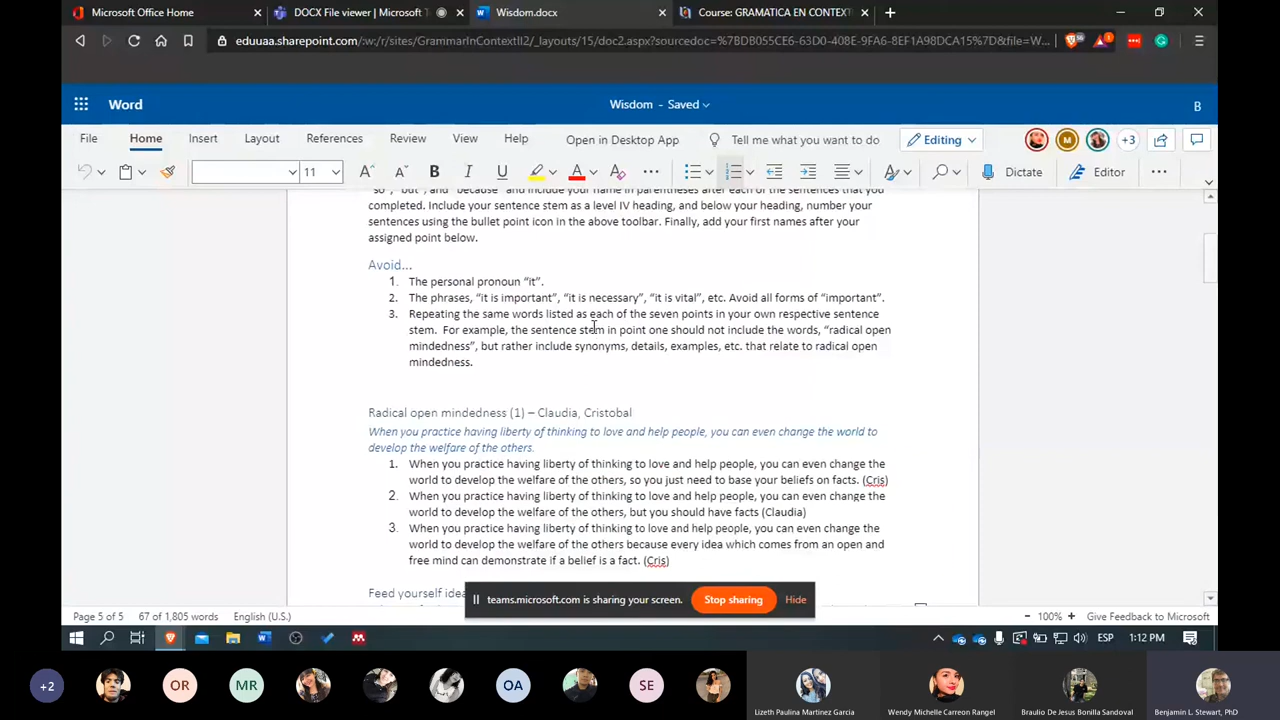 Microsoft Office Home
DOCX File viewer | Microsoft T
Wisdom.docx
Course: GRAMATICA EN CONTEXT
eduuaa.sharepoint.com/:w:/r/sites/GrammarInContextII2/_layouts/15/doc2.aspx?sourcedoc=%7BDB055CE6-63D0-408E-9FA6-8EF1A98DCA15%7D&file=W...
Word
Wisdom - Saved
B
File Home Insert Layout References Review View Help Open in Desktop App Tell me what you want to do Editing M +3
11 B I U A Dictate Editor
"so", "but", and "because" and include your name in parentheses after each of the sentences that you
completed. Include your sentence stem as a level IV heading, and below your heading, number your
sentences using the bullet point icon in the above toolbar. Finally, add your first names after your
assigned point below.
Avoid...
1. The personal pronoun "it".
2. The phrases, "it is important", "it is necessary", "it is vital", etc. Avoid all forms of "important".
3. Repeating the same words listed as each of the seven points in your own respective sentence
stem. For example, the sentence stem in point one should not include the words, "radical open
mindedness", but rather include synonyms, details, examples, etc. that relate to radical open
mindedness.
Radical open mindedness (1) – Claudia, Cristobal
When you practice having liberty of thinking to love and help people, you can even change the world to
develop the welfare of the others.
1. When you practice having liberty of thinking to love and help people, you can even change the
world to develop the welfare of the others, so you just need to base your beliefs on facts. (Cris)
2. When you practice having liberty of thinking to love and help people, you can even change the
world to develop the welfare of the others, but you should have facts (Claudia)
3. When you practice having liberty of thinking to love and help people, you can even change the
world to develop the welfare of the others because every idea which comes from an open and
free mind can demonstrate if a belief is a fact. (Cris)
Feed yourself idea
teams.microsoft.com is sharing your screen. Stop sharing Hide
Page 5 of 5 67 of 1,805 words English (U.S.) 100% Give Feedback to Microsoft
ESP 1:12 PM
+2 OR MR OA SE
Lizeth Paulina Martinez Garcia
Wendy Michelle Carreon Rangel
Braulio De Jesus Bonilla Sandoval
Benjamin L. Stewart, PhD